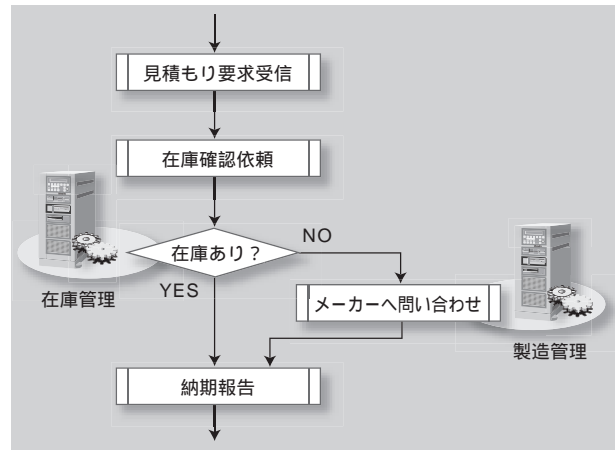 見積もり要求受信
在庫確認依頼
在庫あり？
NO
YES
在庫管理
メーカーへ問い合わせ
製造管理
納期報告